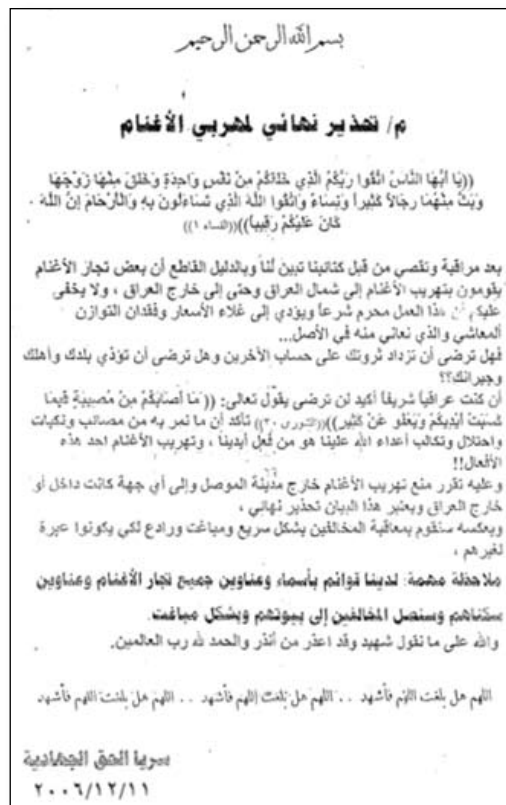 بسم الله الرحمن الرحيم
م/ تحذير نهائي لمهربي الأغنام
((يَا أَيُّهَا النَّاسُ اتَّقُوا رَبَّكُمُ الَّذِي خَلَقَكُمْ مِنْ نَفْسٍ وَاحِدَةٍ وَخَلَقَ مِنْهَا زَوْجَهَا
وَبَثَّ مِنْهُمَا رِجَالاً كَثِيراً وَنِسَاءً وَاتَّقُوا اللَّهَ الَّذِي تَسَاءَلُونَ بِهِ وَالْأَرْحَامَ إِنَّ اللَّهَ
كَانَ عَلَيْكُمْ رَقِيباً))((النساء ١))
بعد مراقبة وتقصي من قبل كتائبنا تبين لنا وبالدليل القاطع أن بعض تجار الأغنام
يقومون بتهريب الأغنام إلى شمال العراق وحتى إلى خارج العراق ، ولا يخفى
عليكم أن هذا العمل محرم شرعاً ويؤدي إلى غلاء الأسعار وفقدان التوازن
المعاشي والذي نعاني منه في الأصل...
فهل ترضى أن تزداد ثروتك على حساب الأخرين وهل ترضى أن تؤذي بلدك وأهلك
وجيرانك؟؟
أن كنت عراقياً شريفاً أكيد لن ترضى يقول تعالى: ((مَا أَصَابَكُمْ مِنْ مُصِيبَةٍ فَبِمَا
كَسَبَتْ أَيْدِيكُمْ وَيَعْفُو عَنْ كَثِيرٍ))((الشورى ٣٠)) تأكد أن ما نمر به من مصائب ونكبات
واحتلال وتكالب أعداء الله علينا هو من فعل أيدينا ، وتهريب الأغنام احد هذه
الأفعال!!
وعليه تقرر منع تهريب الأغنام خارج مدينة الموصل وإلى أي جهة كانت داخل أو
خارج العراق ويعتبر هذا البيان تحذير نهائي ،
وبعكسه سنقوم بمعاقبة المخالفين بشكل سريع ومباغت ورادع لكي يكونوا عبرة
لغيرهم ،
ملاحظة مهمة: لدينا قوائم بأسماء وعناوين جميع تجار الأغنام وعناوين
سكناهم وسنصل المخالفين إلى بيوتهم وبشكل مباغت.
والله على ما نقول شهيد وقد اعذر من أنذر والحمد لله رب العالمين.
اللهم هل بلغت اللهم فأشهد . . اللهم هل بلغت اللهم فأشهد . . اللهم هل بلغت اللهم فأشهد
سريا الحق الجهادية
٢٠٠٦/١٢/١١